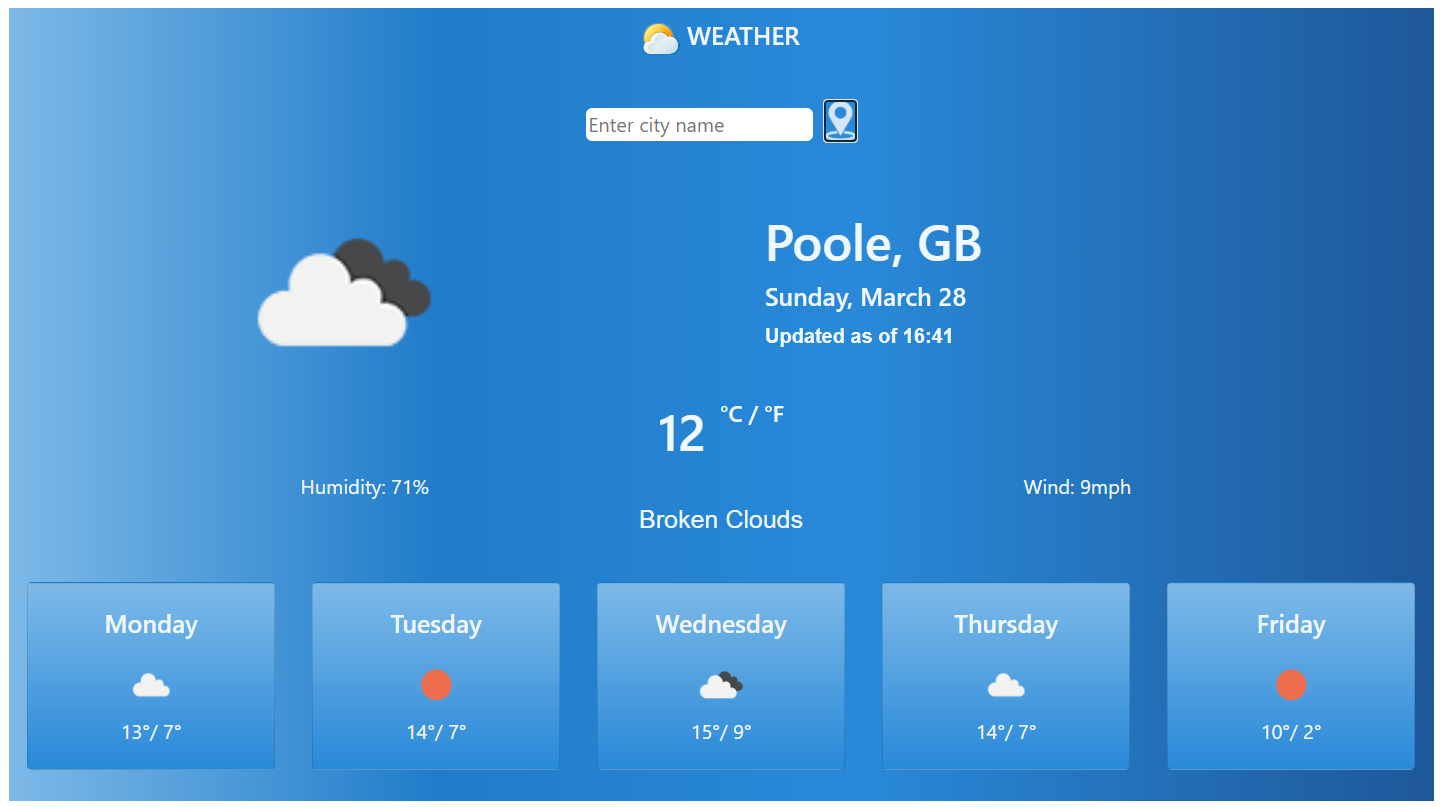 WEATHER
Enter city name
Poole, GB
Sunday, March 28
Updated as of 16:41
12 °C / °F
Humidity: 71%
Wind: 9mph
Broken Clouds
Monday
13°/ 7°
Tuesday
14°/ 7°
Wednesday
15°/ 9°
Thursday
14°/ 7°
Friday
10°/ 2°